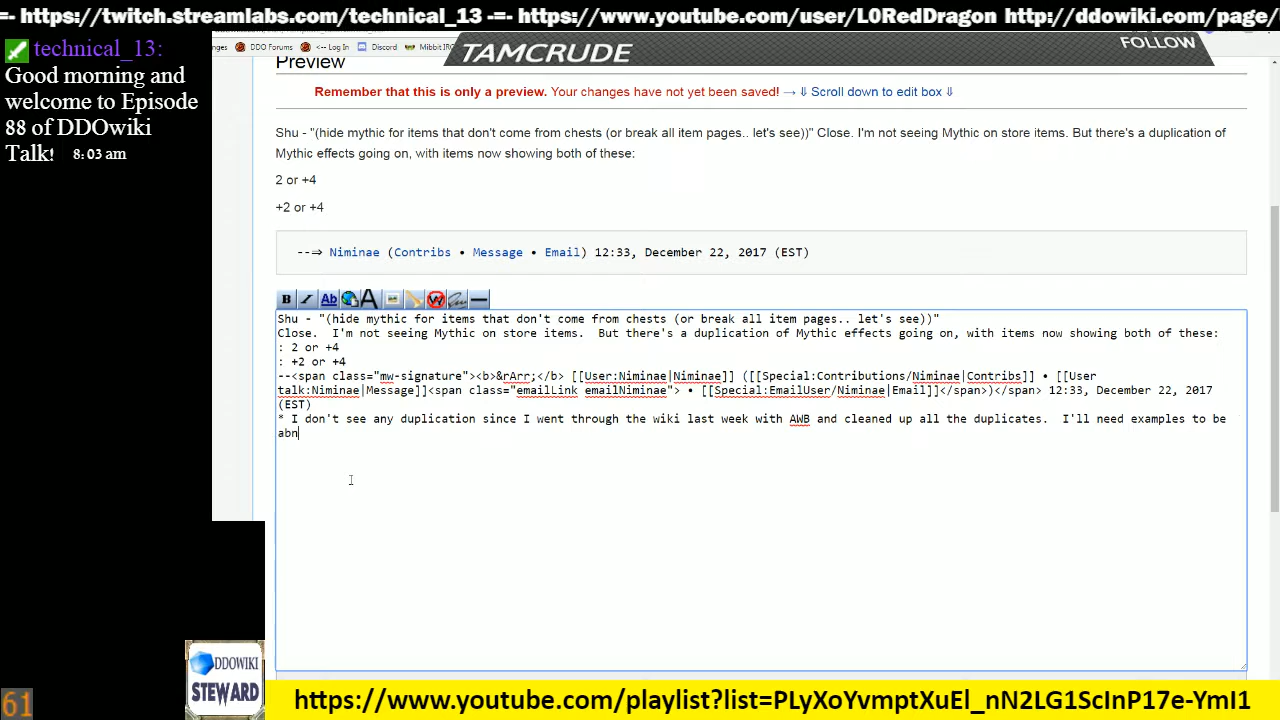 =- https://twitch.streamlabs.com/technical_13 -=- https://www.youtube.com/user/L0RedDragon http://ddowiki.com/page/
technical_13:
Good morning and
welcome to Episode
88 of DDOwiki
Talk! 8:03 am
DDO Forums <-- Log In Discord
TAMCRUDE
FOLLOW
Preview
Remember that this is only a preview. Your changes have not yet been saved! → ⇓ Scroll down to edit box ⇓
Shu - "(hide mythic for items that don't come from chests (or break all item pages.. let's see))" Close. I'm not seeing Mythic on store items. But there's a duplication of
Mythic effects going on, with items now showing both of these:
2 or +4
+2 or +4
--⇒ Niminae (Contribs • Message • Email) 12:33, December 22, 2017 (EST)
B I Ab A W
Shu - "(hide mythic for items that don't come from chests (or break all item pages.. let's see))"
Close.  I'm not seeing Mythic on store items.  But there's a duplication of Mythic effects going on, with items now showing both of these:
: 2 or +4
: +2 or +4
--<span class="mw-signature"><b>&rArr;</b> [[User:Niminae|Niminae]] ([[Special:Contributions/Niminae|Contribs]] • [[User
talk:Niminae|Message]]<span class="emailLink emailNiminae"> • [[Special:EmailUser/Niminae|Email]]</span>)</span> 12:33, December 22, 2017
(EST)
* I don't see any duplication since I went through the wiki last week with AWB and cleaned up all the duplicates.  I'll need examples to be
abn
DDOWIKI
STEWARD
61
https://www.youtube.com/playlist?list=PLyXoYvmptXuEl_nN2LG1ScInP17e-YmI1